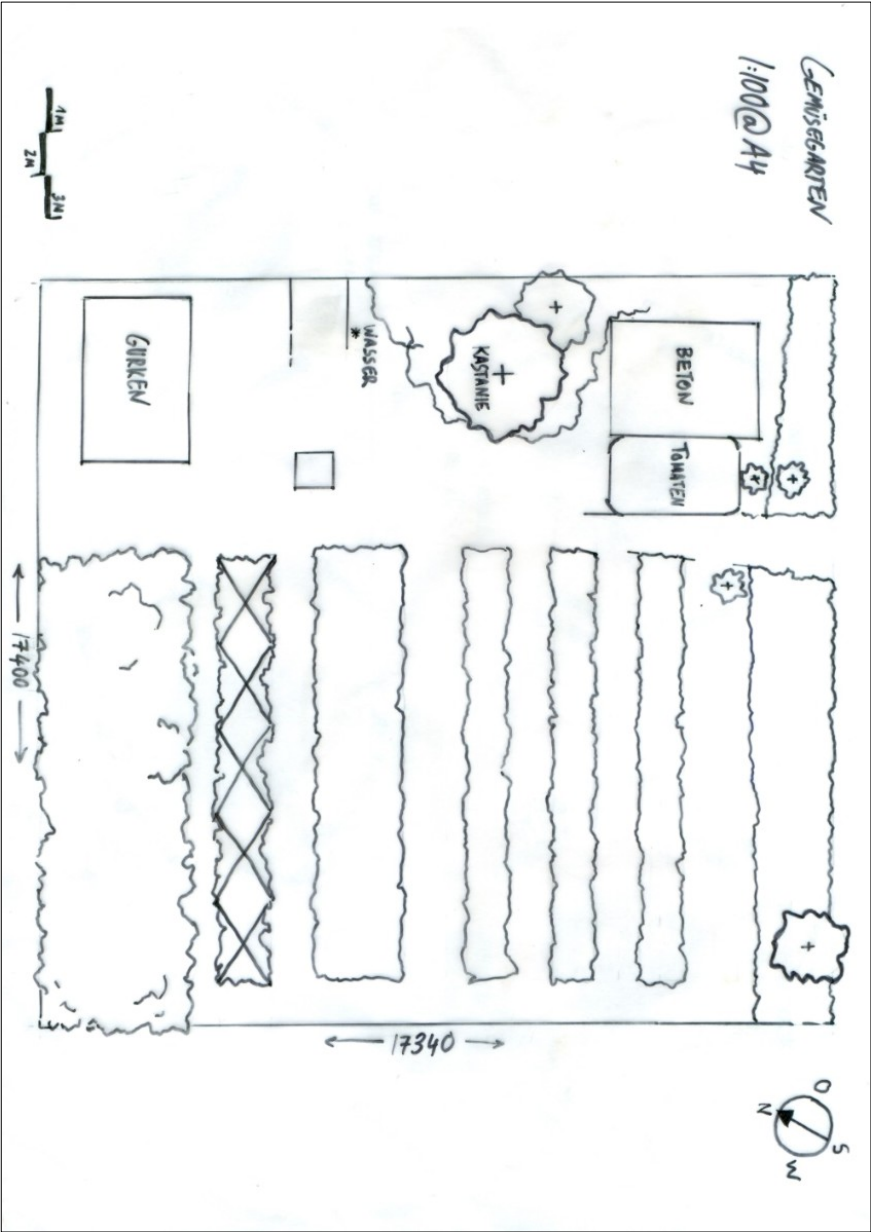 GEMÜSEGARTEN
1:100@A4
O
S
N
W
BETON
TOMATEN
KASTANIE
* WASSER
17340
GURKEN
1M
2M
3M
17400